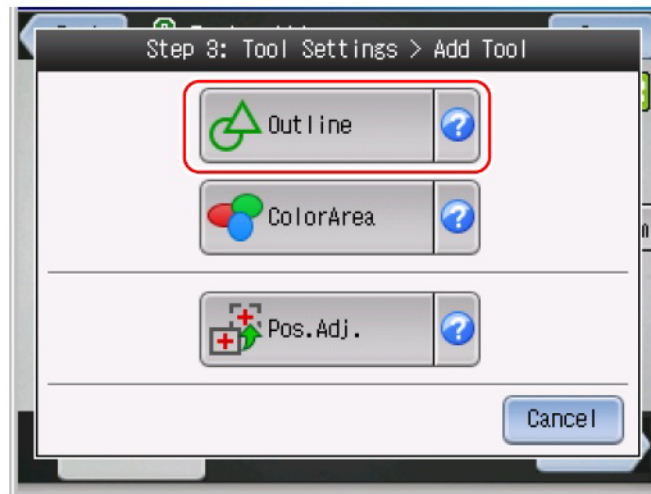 Step 3: Tool Settings > Add Tool
Outline
?
ColorArea
?
Pos.Adj.
?
Cancel